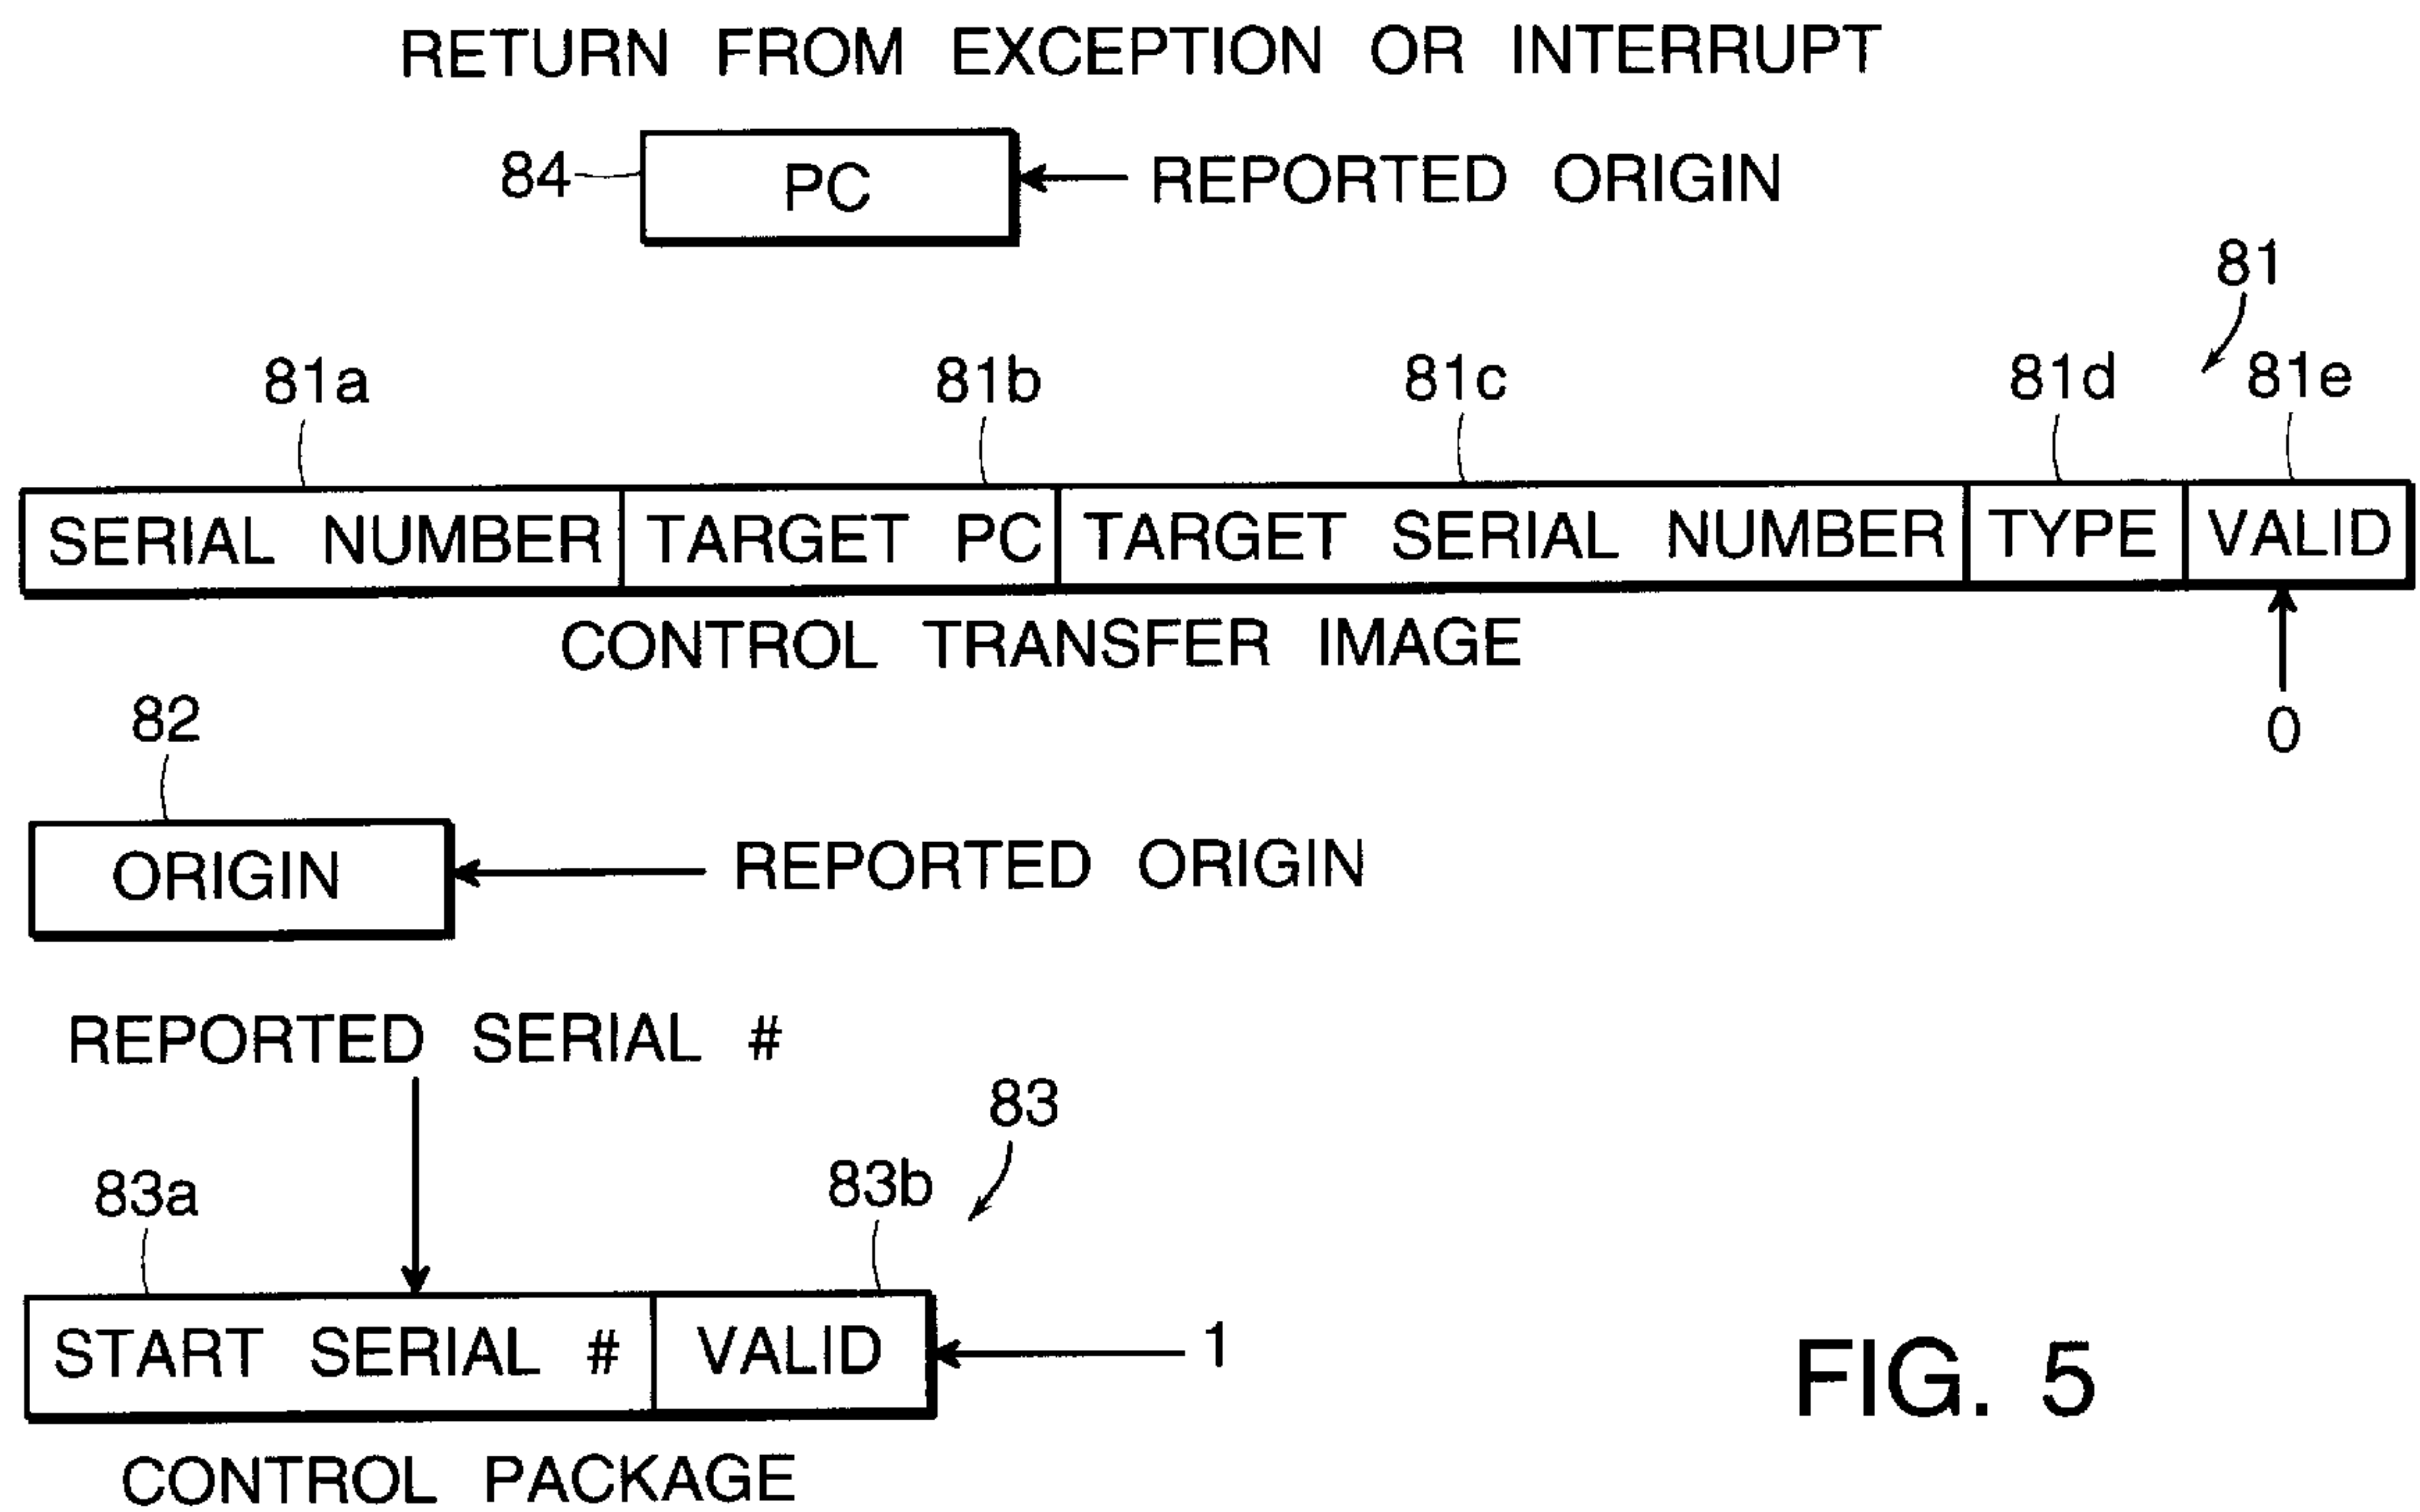 RETURN FROM EXCEPTION OR INTERRUPT
84
PC
REPORTED ORIGIN
81
81a
81b
81c
81d
81e
SERIAL NUMBER
TARGET PC
TARGET SERIAL NUMBER
TYPE
VALID
CONTROL TRANSFER IMAGE
0
82
ORIGIN
REPORTED ORIGIN
REPORTED SERIAL #
83
83a
83b
START SERIAL #
VALID
1
CONTROL PACKAGE
FIG. 5